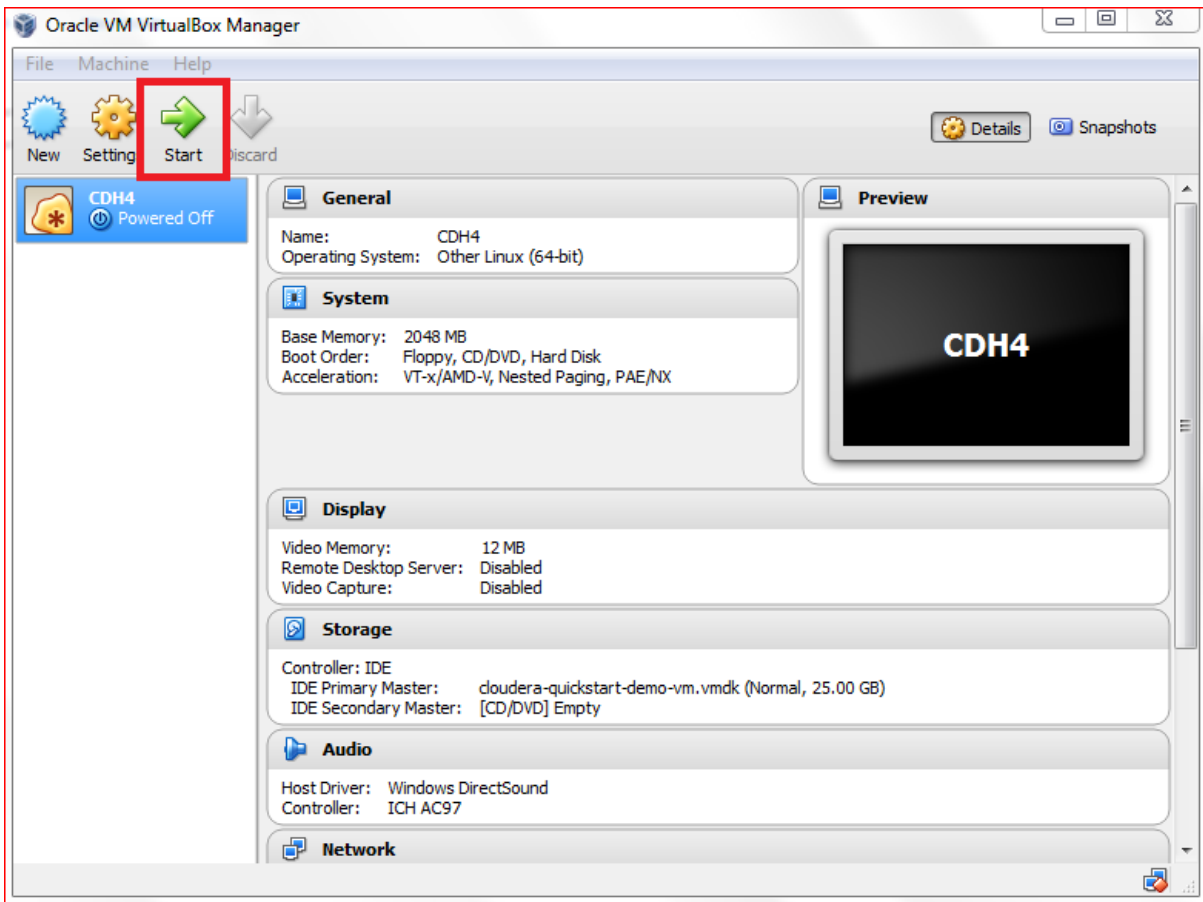 Oracle VM VirtualBox Manager
File Machine Help
New Setting Start iscard
Details Snapshots
CDH4
Powered Off
General
Name: CDH4
Operating System: Other Linux (64-bit)
System
Base Memory: 2048 MB
Boot Order: Floppy, CD/DVD, Hard Disk
Acceleration: VT-x/AMD-V, Nested Paging, PAE/NX
Preview
CDH4
Display
Video Memory: 12 MB
Remote Desktop Server: Disabled
Video Capture: Disabled
Storage
Controller: IDE
IDE Primary Master: cloudera-quickstart-demo-vm.vmdk (Normal, 25.00 GB)
IDE Secondary Master: [CD/DVD] Empty
Audio
Host Driver: Windows DirectSound
Controller: ICH AC97
Network